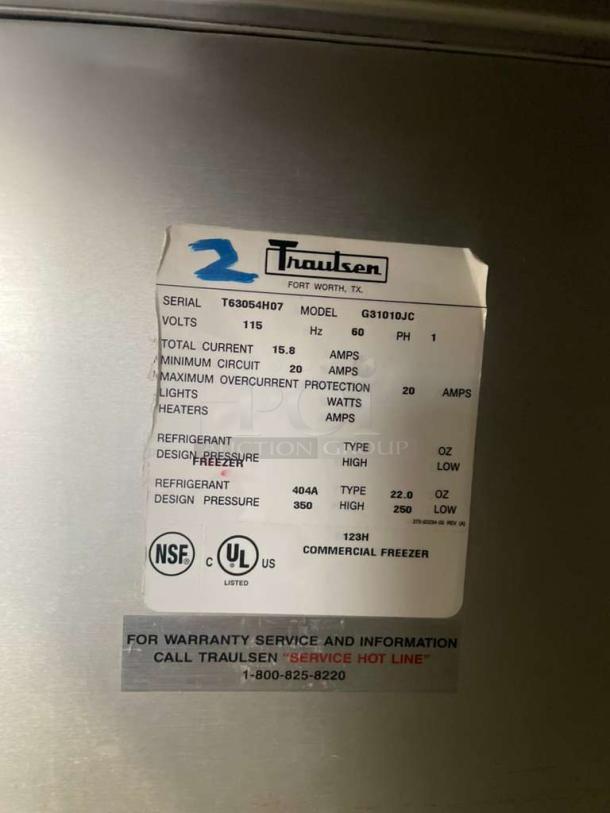 2 Traulsen
FORT WORTH, TX.
SERIAL T63054H07 MODEL G31010JC
VOLTS 115 Hz 60 PH 1
TOTAL CURRENT 15.8 AMPS
MINIMUM CIRCUIT 20 AMPS
MAXIMUM OVERCURRENT PROTECTION 20 AMPS
LIGHTS WATTS
HEATERS AMPS
REFRIGERANT TYPE OZ
DESIGN PRESSURE HIGH LOW
FREEZER
REFRIGERANT 404A TYPE 22.0 OZ
DESIGN PRESSURE 350 HIGH 250 LOW
NSF® C UL® US
LISTED
123H
COMMERCIAL FREEZER
FOR WARRANTY SERVICE AND INFORMATION
CALL TRAULSEN "SERVICE HOT LINE"
1-800-825-8220
PCI
AUCTION GROUP